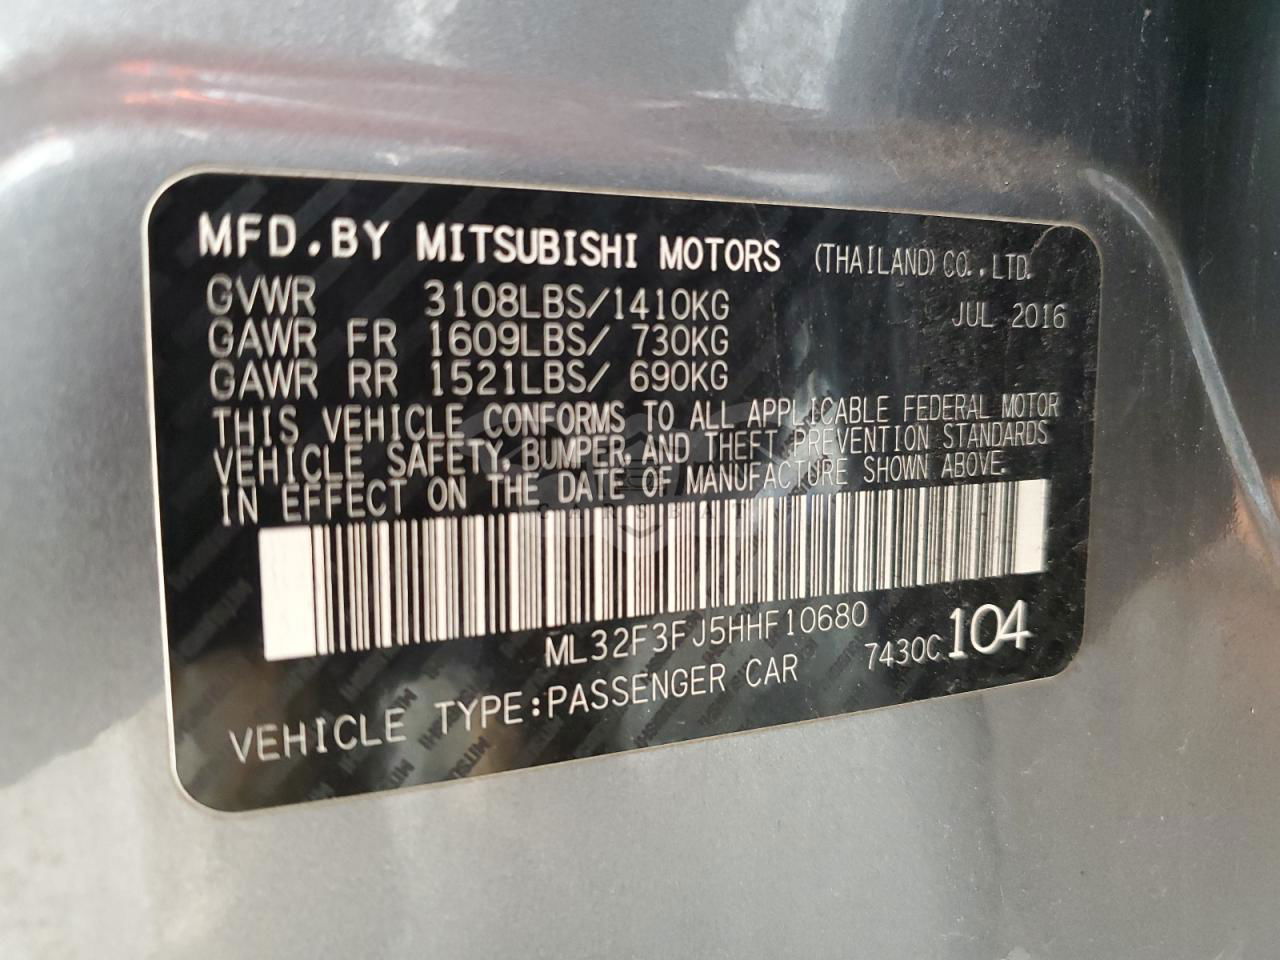 MFD.BY MITSUBISHI MOTORS (THAILAND) CO.,LTD.
GVWR 3108LBS/1410KG JUL 2016
GAWR FR 1609LBS/ 730KG
GAWR RR 1521LBS/ 690KG
THIS VEHICLE CONFORMS TO ALL APPLICABLE FEDERAL MOTOR
VEHICLE SAFETY, BUMPER, AND THEFT PREVENTION STANDARDS
IN EFFECT ON THE DATE OF MANUFACTURE SHOWN ABOVE.
ML32F3FJ5HHF10680
7430C 104
VEHICLE TYPE:PASSENGER CAR